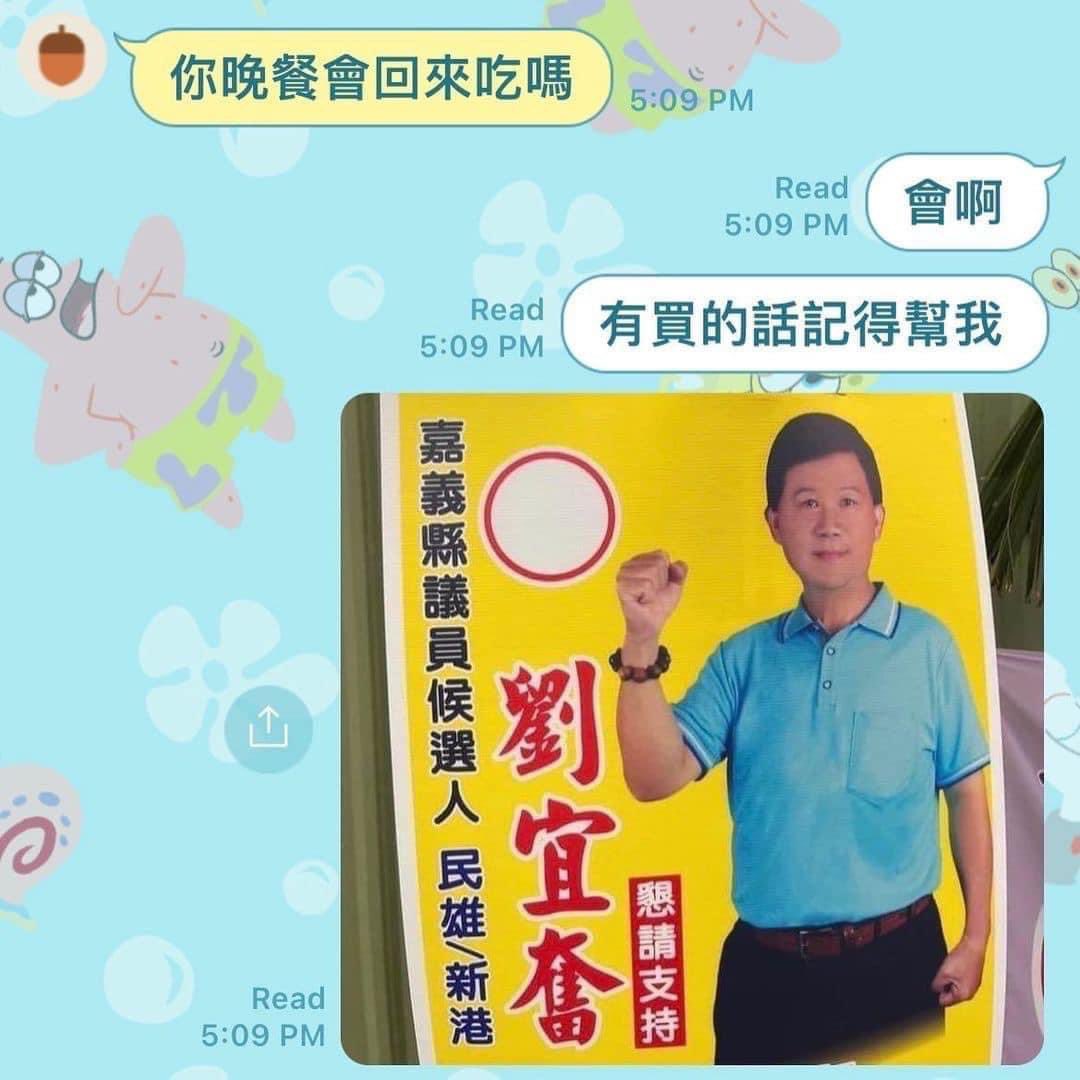 你晚餐會回來吃嗎
5:09 PM
Read
5:09 PM
會啊
Read
5:09 PM
有買的話記得幫我
嘉義縣議員候選人 民雄/新港
劉宜奮
懇請支持
Read
5:09 PM